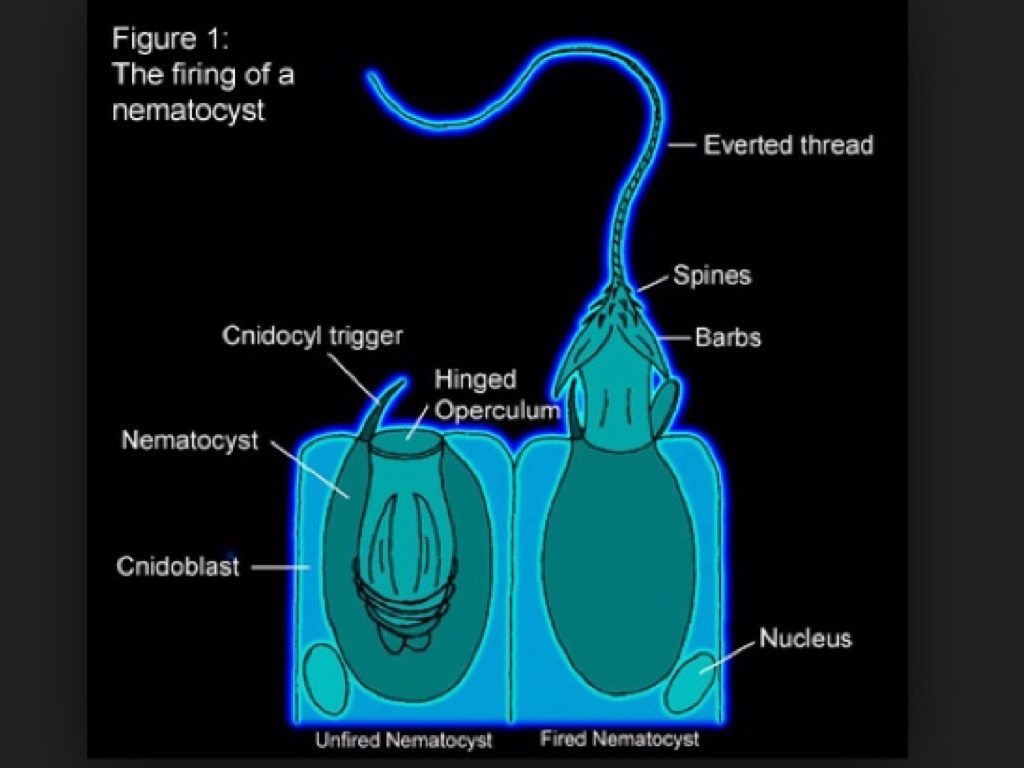 Figure 1:
The firing of a
nematocyst
Everted thread
Spines
Barbs
Cnidocyl trigger
Hinged
Operculum
Nematocyst
Cnidoblast
Nucleus
Unfired Nematocyst
Fired Nematocyst